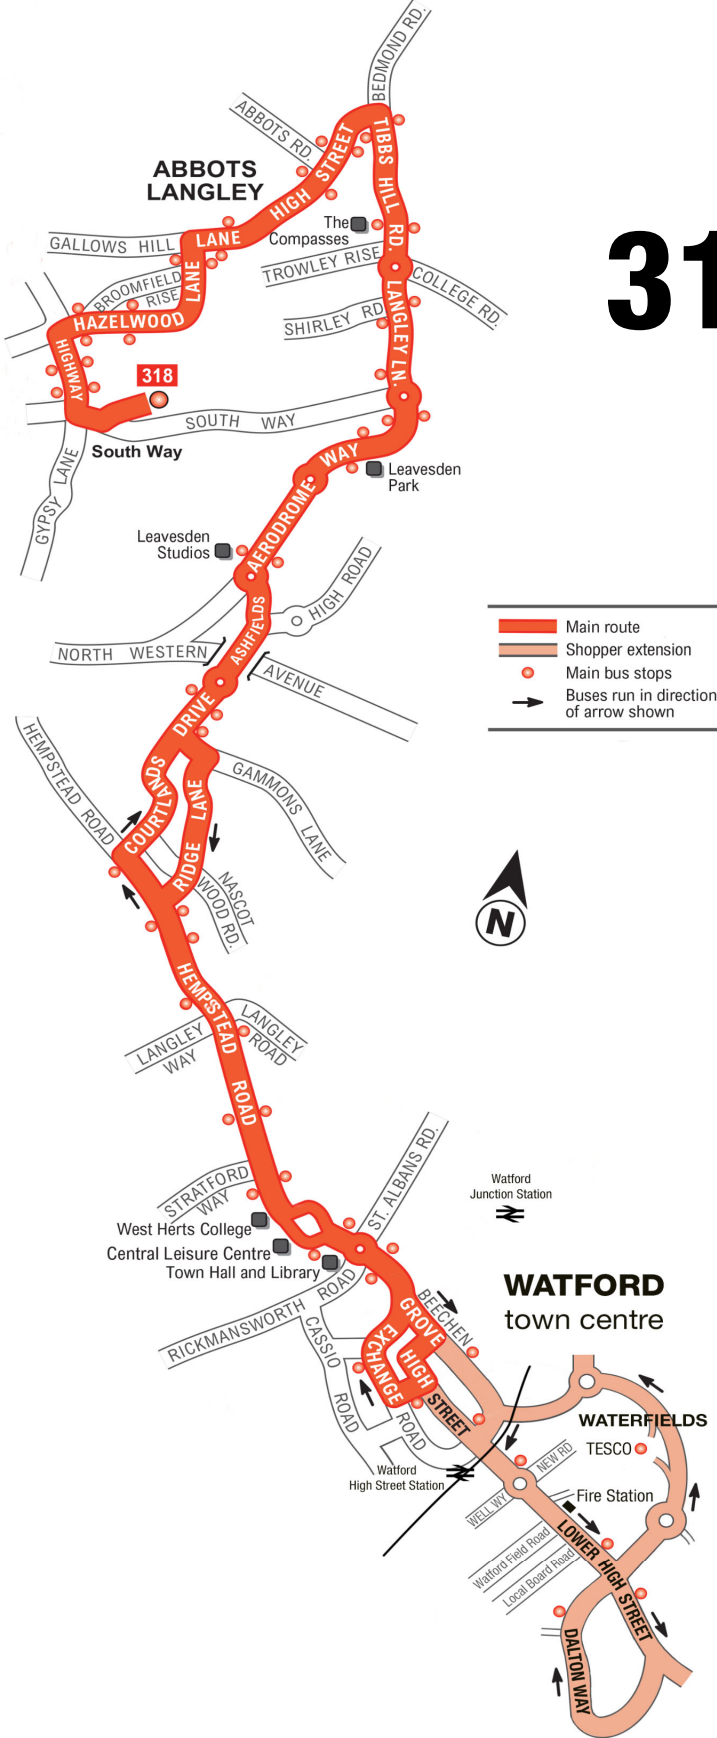 BEDMOND RD.
ABBOTS RD.
HIGH STREET
TIBBS HILL RD.
ABBOTS
LANGLEY
31
The
Compasses
GALLOWS HILL
LANE
LANE
BROOMFIELD
RISE
TROWLEY RISE
COLLEGE RD.
HAZELWOOD
SHIRLEY RD
LANGLEY LN.
HIGHWAY
318
SOUTH WAY
South Way
GYPSY LANE
WAY
Leavesden
Park
AERODROME
Leavesden
Studios
HIGH ROAD
ASHFIELDS
NORTH WESTERN
AVENUE
Main route
Shopper extension
Main bus stops
Buses run in direction
of arrow shown
DRIVE
COURTLANDS
HEMPSTEAD ROAD
GAMMONS LANE
RIDGE LANE
NASCOT
WOOD RD.
N
HEMPSTEAD ROAD
LANGLEY
WAY
LANGLEY
ROAD
ST. ALBANS RD.
STRATFORD
WAY
Watford
Junction Station
West Herts College
Central Leisure Centre
Town Hall and Library
WATFORD
town centre
RICKMANSWORTH ROAD
BEECHEN
GROVE
CASSIO ROAD
EXCHANGE
ROAD
HIGH
STREET
WATERFIELDS
TESCO
Watford
High Street Station
NEW RD
WELL WY
Fire Station
Watford Field Road
Local Board Road
LOWER HIGH STREET
DALTON WAY